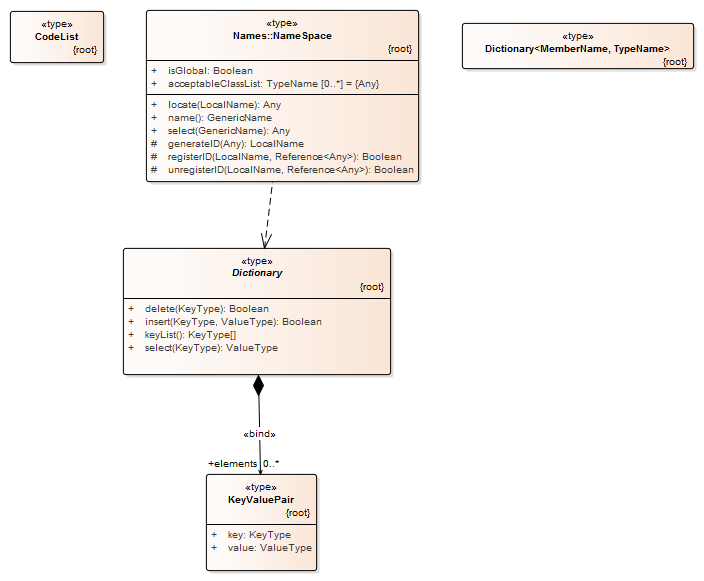 «type»
CodeList
{root}
«type»
Names::NameSpace
{root}
+ isGlobal: Boolean
+ acceptableClassList: TypeName [0..*] = {Any}
+ locate(LocalName): Any
+ name(): GenericName
+ select(GenericName): Any
# generateID(Any): LocalName
# registerID(LocalName, Reference<Any>): Boolean
# unregisterID(LocalName, Reference<Any>): Boolean
«type»
Dictionary<MemberName, TypeName>
{root}
«type»
Dictionary
{root}
+ delete(KeyType): Boolean
+ insert(KeyType, ValueType): Boolean
+ keyList(): KeyType[]
+ select(KeyType): ValueType
«bind»
+elements 0..*
«type»
KeyValuePair
{root}
+ key: KeyType
+ value: ValueType